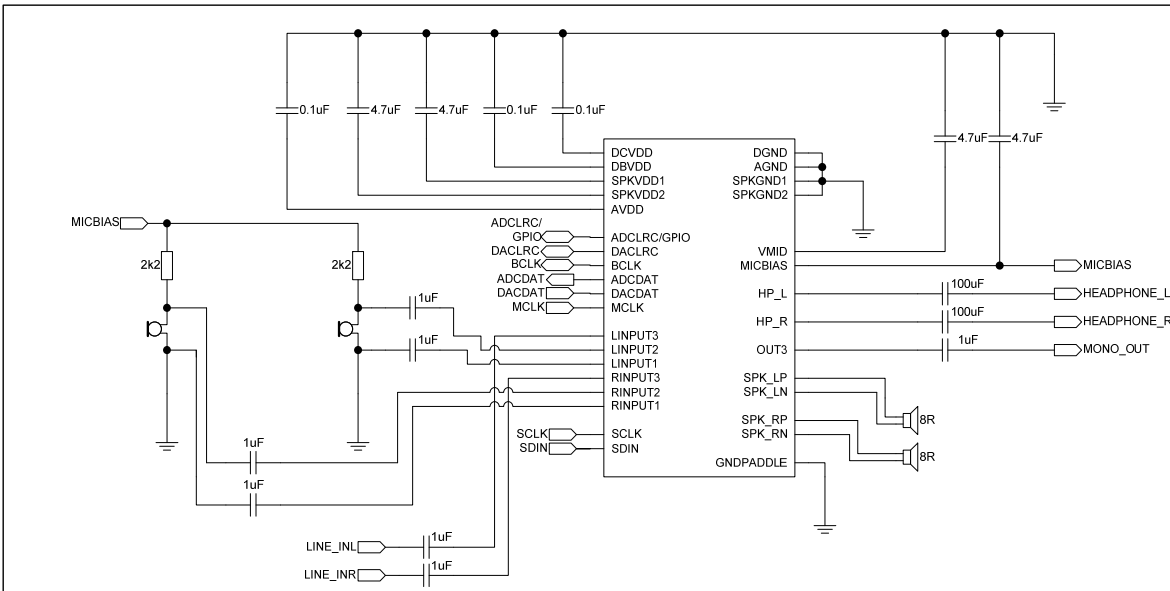 0.1uF 4.7uF 4.7uF 0.1uF 0.1uF
4.7uF 4.7uF
DCVDD DGND
DBVDD AGND
SPKVDD1 SPKGND1
SPKVDD2 SPKGND2
AVDD
MICBIAS
ADCLRC/
GPIO ADCLRC/GPIO
DACLRC DACLRC VMID
BCLK BCLK MICBIAS MICBIAS
2k2 2k2
ADCDAT ADCDAT
DACDAT DACDAT HP_L 100uF HEADPHONE_L
MCLK MCLK
1uF
HP_R 100uF HEADPHONE_R
LINPUT3
LINPUT2 OUT3 1uF MONO_OUT
1uF
LINPUT1
RINPUT3 SPK_LP
RINPUT2 SPK_LN
RINPUT1
8R
SPK_RP
SCLK SCLK SPK_RN
SDIN SDIN
8R
1uF
GNDPADDLE
1uF
LINE_INL 1uF
LINE_INR 1uF